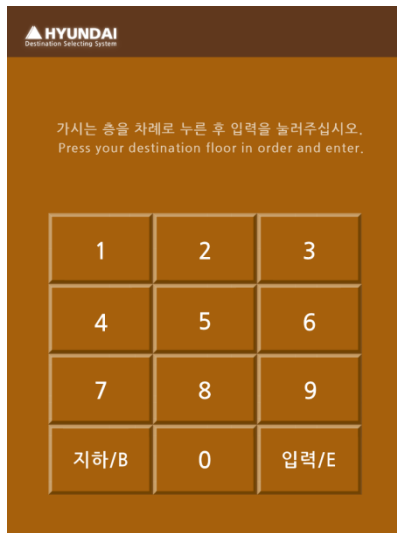 HYUNDAI
Destination Selecting System
가시는 층을 차례로 누른 후 입력을 눌러주십시오.
Press your destination floor in order and enter.
1 2 3
4 5 6
7 8 9
지하/B 0 입력/E